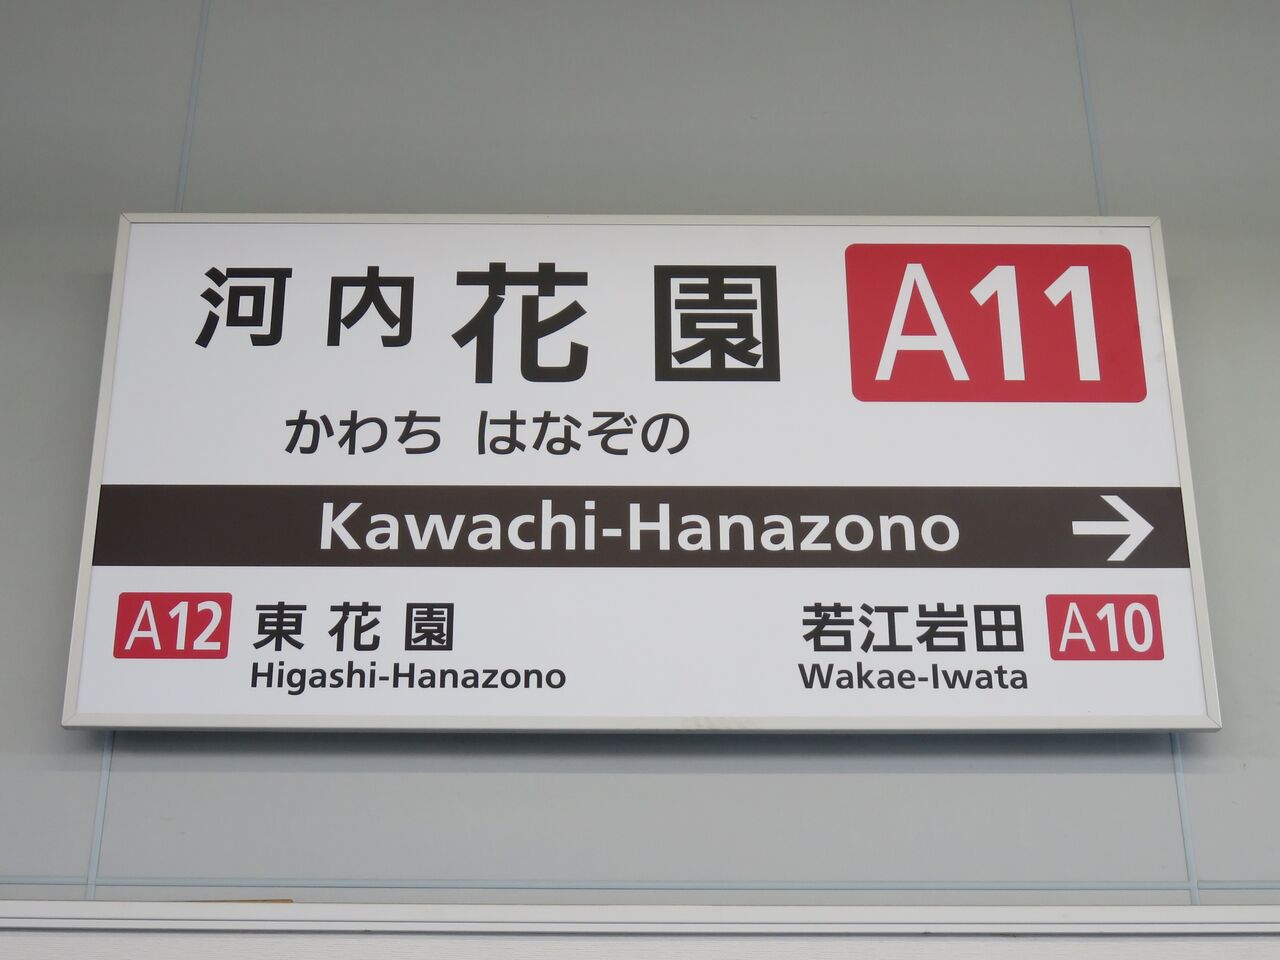 河内花園 A11
かわち はなぞの
Kawachi-Hanazono →
A12 東花園 若江岩田 A10
Higashi-Hanazono Wakae-Iwata